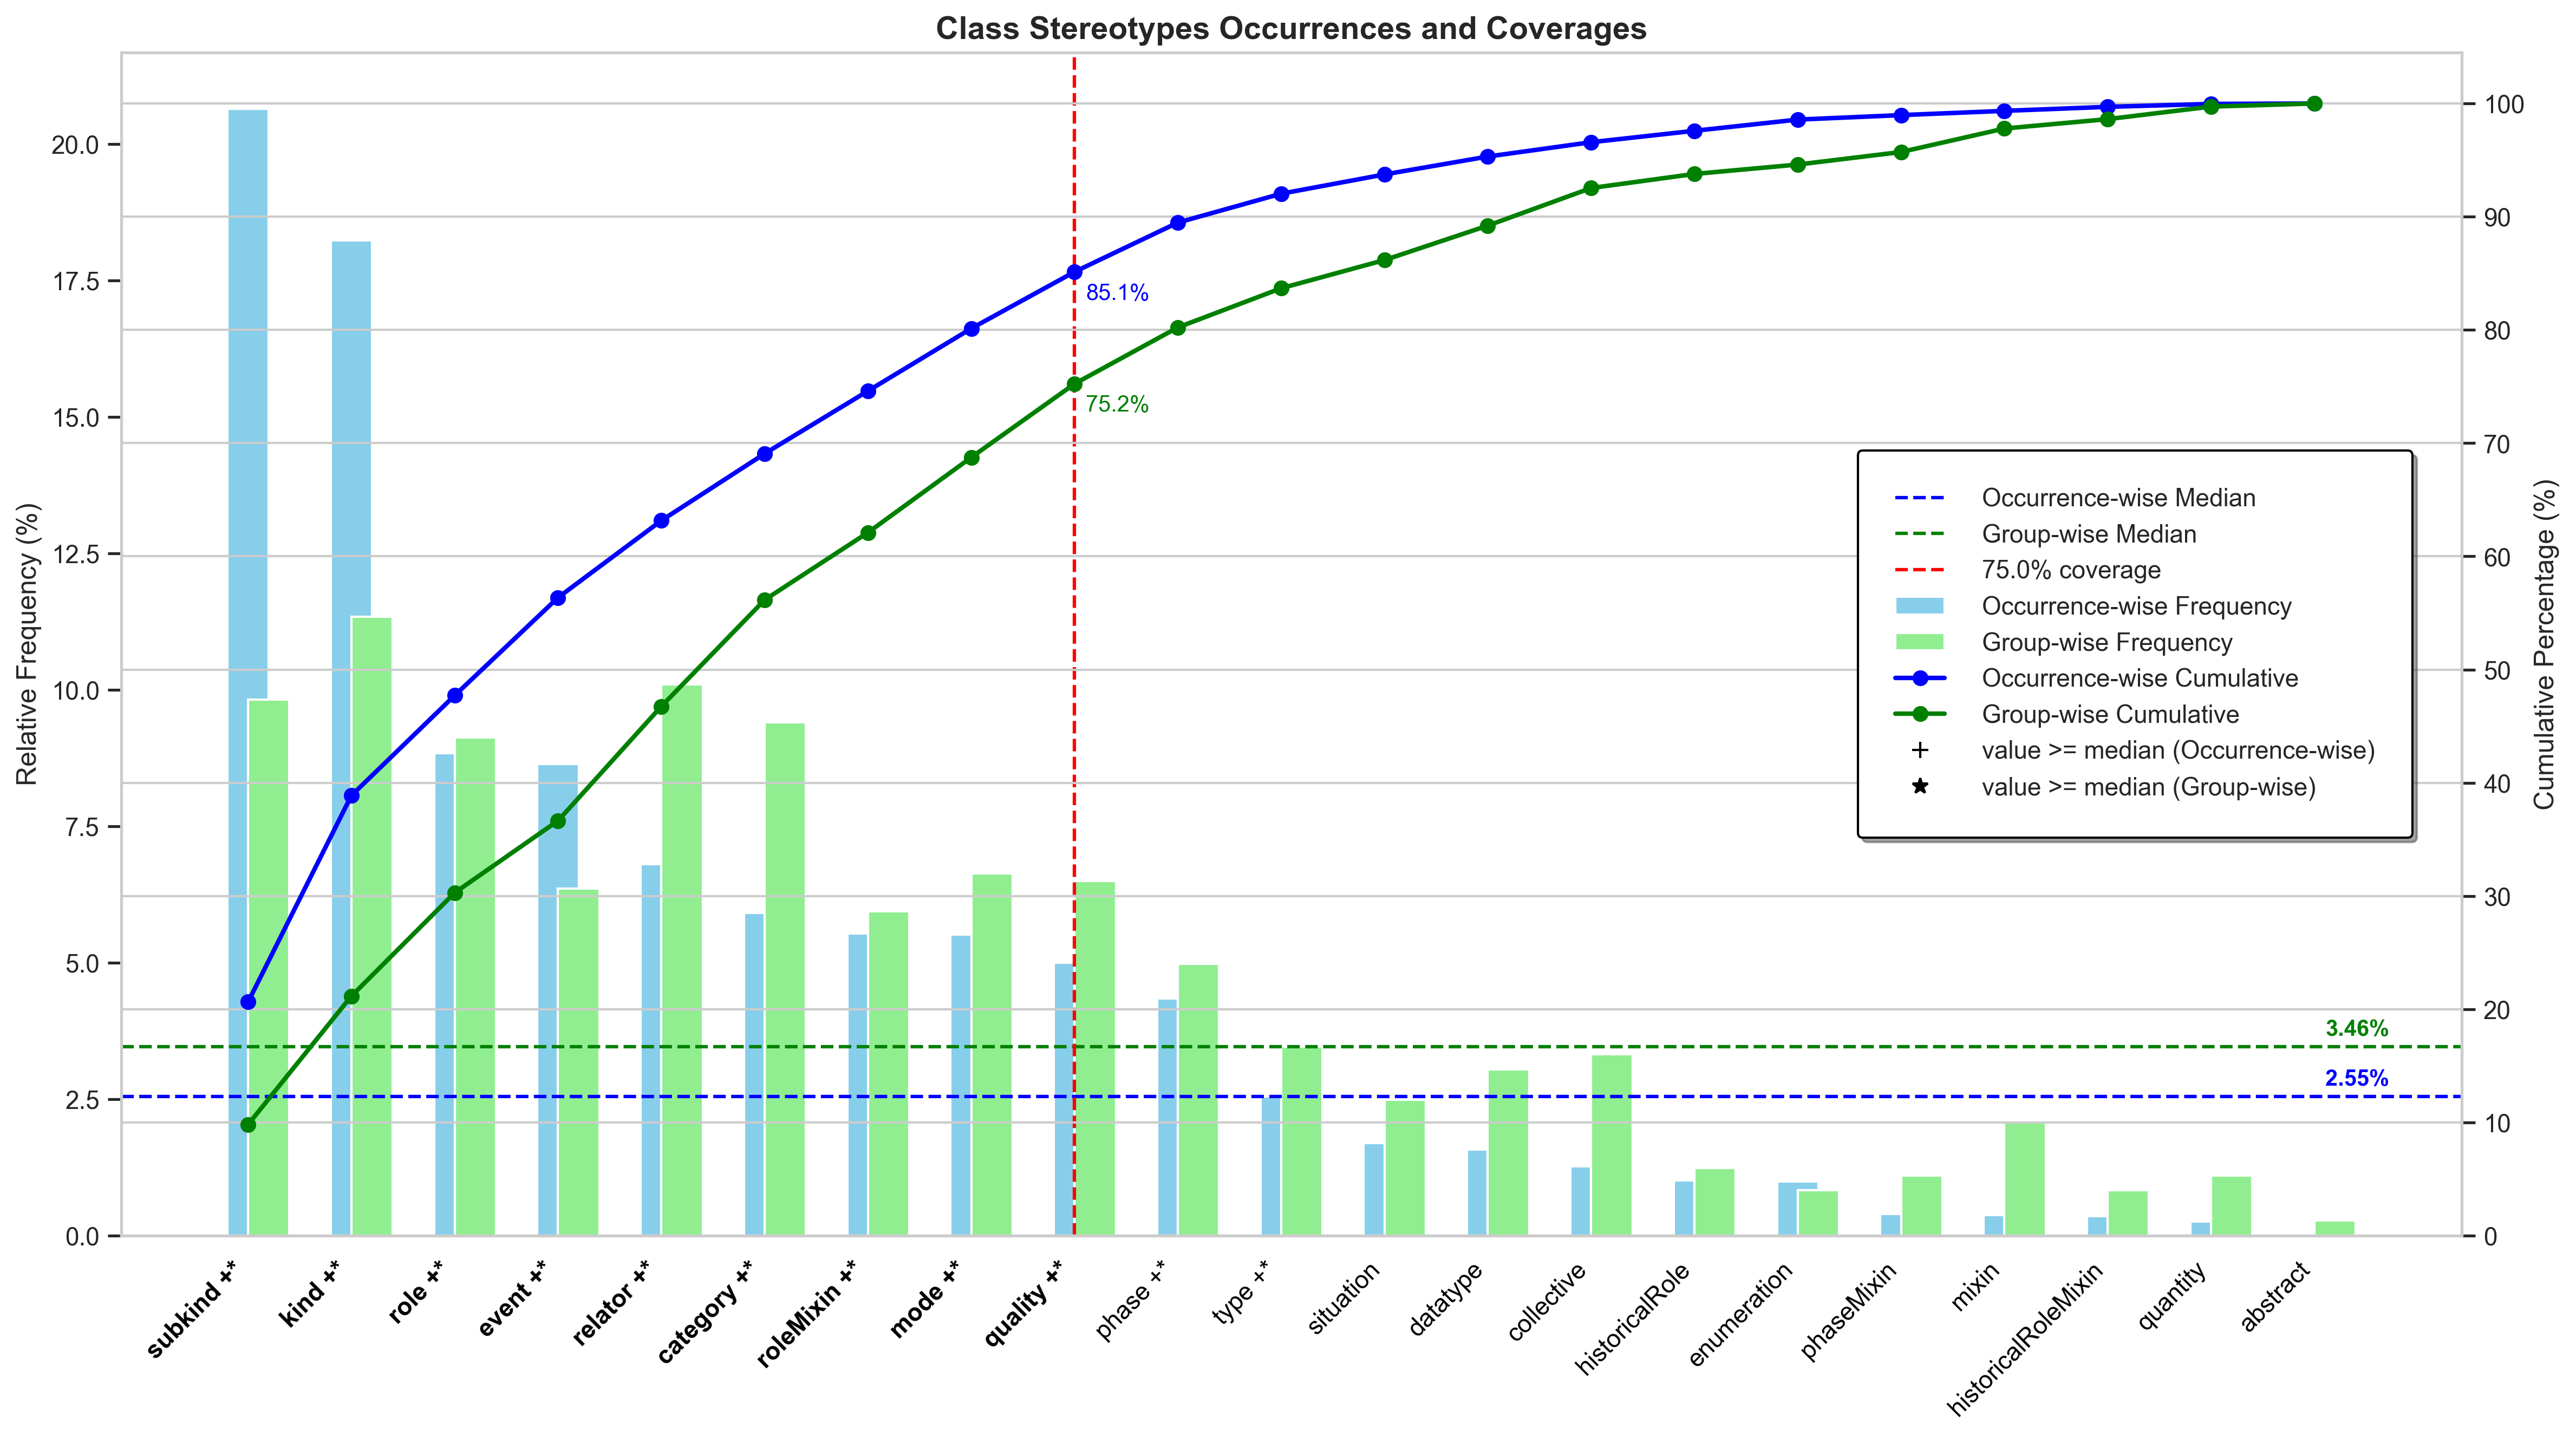 Class Stereotypes Occurrences and Coverages
Relative Frequency (%)
20.0
17.5
15.0
12.5
10.0
7.5
5.0
2.5
0.0
100
90
80
70
60
50
40
30
20
10
0
Cumulative Percentage (%)
85.1%
75.2%
3.46%
2.55%
Occurrence-wise Median
Group-wise Median
75.0% coverage
Occurrence-wise Frequency
Group-wise Frequency
Occurrence-wise Cumulative
Group-wise Cumulative
value >= median (Occurrence-wise)
value >= median (Group-wise)
subkind +*
kind +*
role +*
event +*
relator +*
category +*
roleMixin +*
mode +*
quality +*
phase +*
type +*
situation
datatype
collective
historicalRole
enumeration
phaseMixin
mixin
historicalRoleMixin
quantity
abstract